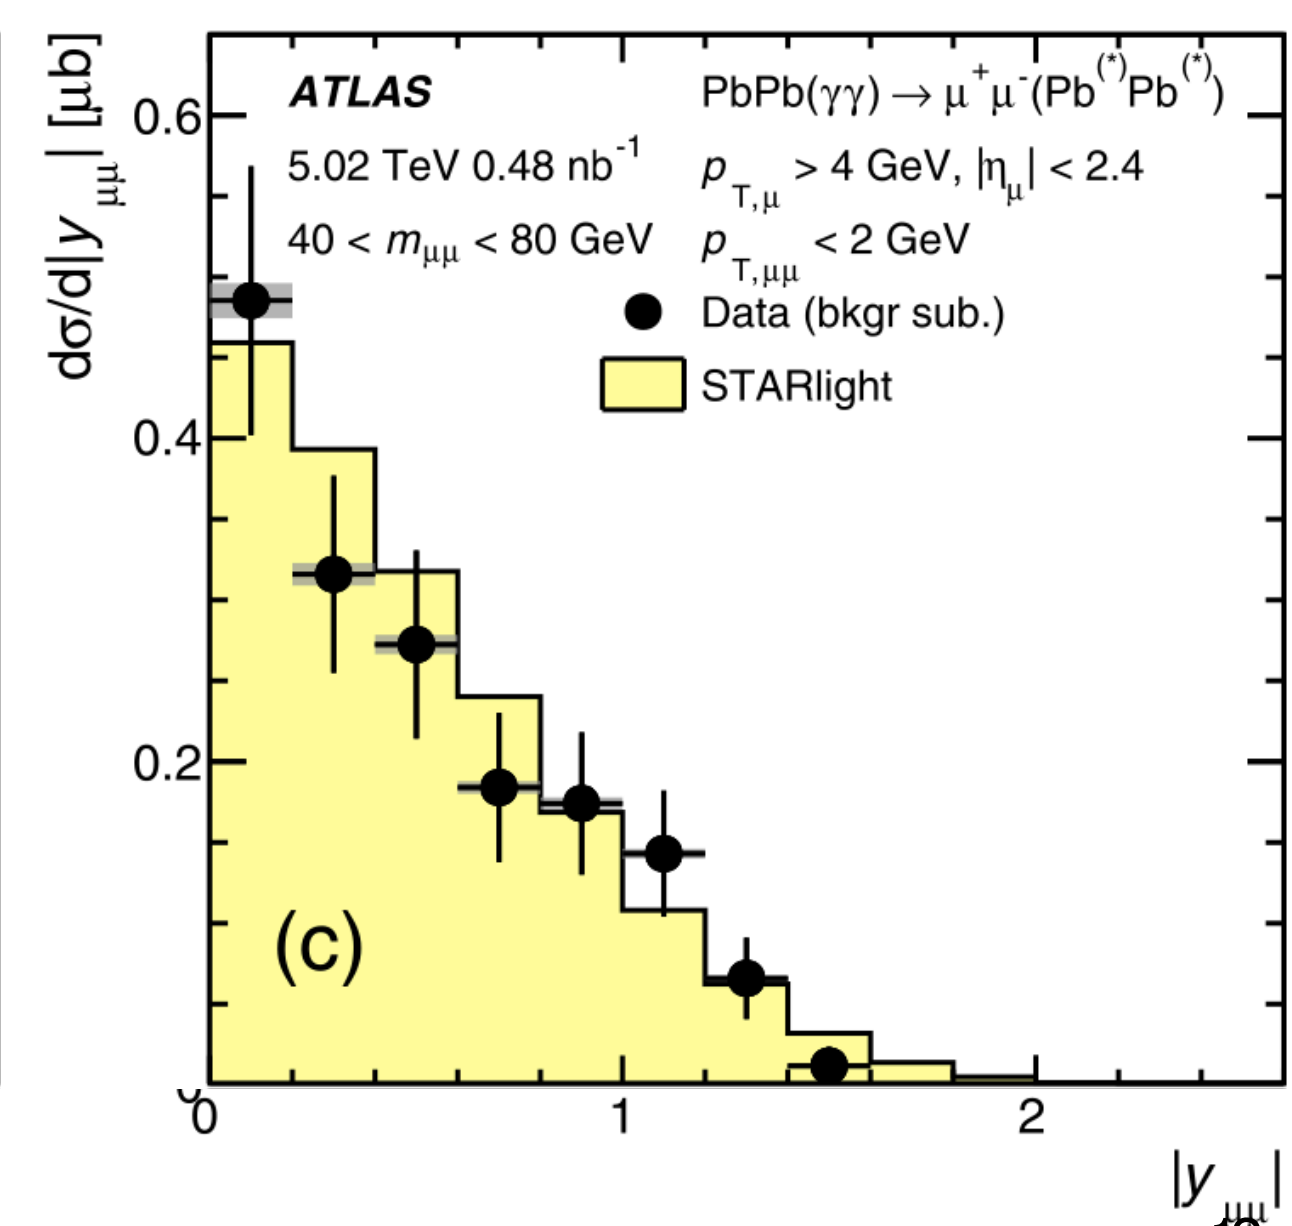 dσ/d|y_μμ| [μb]
ATLAS
PbPb(γγ) → μ⁺μ⁻(Pb⁽*⁾Pb⁽*⁾)
5.02 TeV 0.48 nb⁻¹
p_T,μ > 4 GeV, |η_μ| < 2.4
40 < m_μμ < 80 GeV
p_T,μμ < 2 GeV
Data (bkgr sub.)
STARlight
0.6
0.4
0.2
(c)
0
0
1
2
|y_μμ|